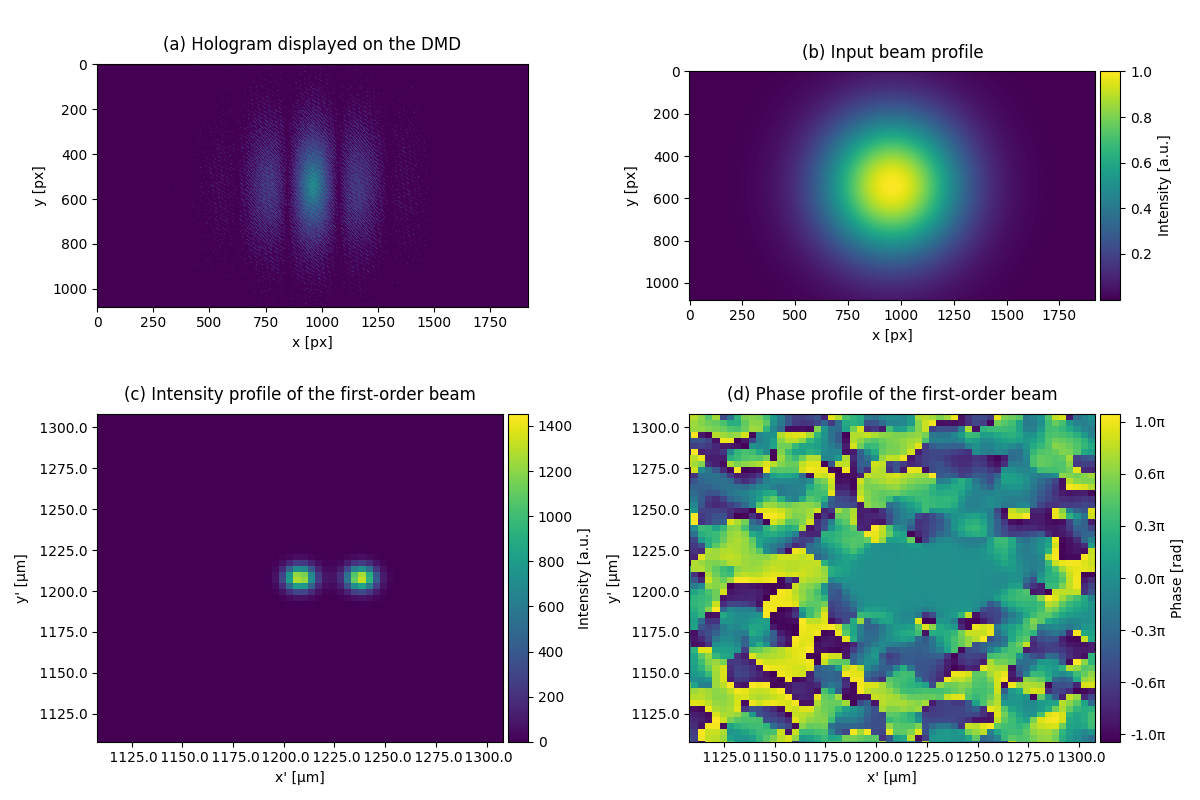 (a) Hologram displayed on the DMD
0
200
400
600
800
1000
y [px]
0 250 500 750 1000 1250 1500 1750
x [px]
(b) Input beam profile
0
200
400
600
800
1000
y [px]
0 250 500 750 1000 1250 1500 1750
x [px]
1.0
0.8
0.6
0.4
0.2
Intensity [a.u.]
(c) Intensity profile of the first-order beam
1300.0
1275.0
1250.0
1225.0
1200.0
1175.0
1150.0
1125.0
y' [µm]
1125.0 1150.0 1175.0 1200.0 1225.0 1250.0 1275.0 1300.0
x' [µm]
1400
1200
1000
800
600
400
200
0
Intensity [a.u.]
(d) Phase profile of the first-order beam
1300.0
1275.0
1250.0
1225.0
1200.0
1175.0
1150.0
1125.0
y' [µm]
1125.0 1150.0 1175.0 1200.0 1225.0 1250.0 1275.0 1300.0
x' [µm]
1.0π
0.6π
0.3π
0.0π
-0.3π
-0.6π
-1.0π
Phase [rad]